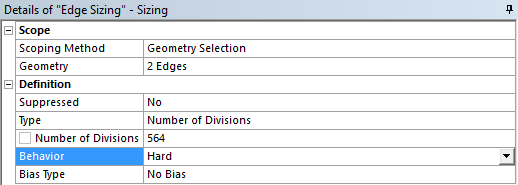 Details of "Edge Sizing" - Sizing
Scope
Scoping Method Geometry Selection
Geometry 2 Edges
Definition
Suppressed No
Type Number of Divisions
Number of Divisions 564
Behavior Hard
Bias Type No Bias